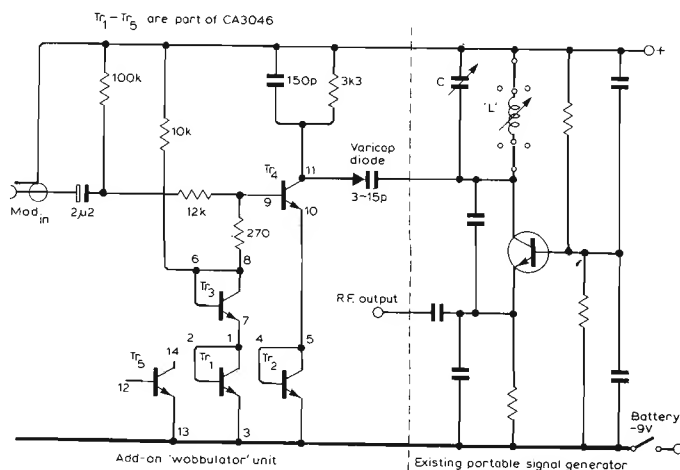 Tr1 – Tr5 are part of CA3046
100k
10k
150p
3k3
C
'L'
+
Varicap
diode
3–15p
Tr4
11
9
10
Mod.
in
2µ2
12k
270
6
8
Tr3
7
R.F. output
2
1
4
5
Tr5
14
Tr1
Tr2
12
13
3
Battery
-9V
Add-on 'wobbulator' unit
Existing portable signal generator